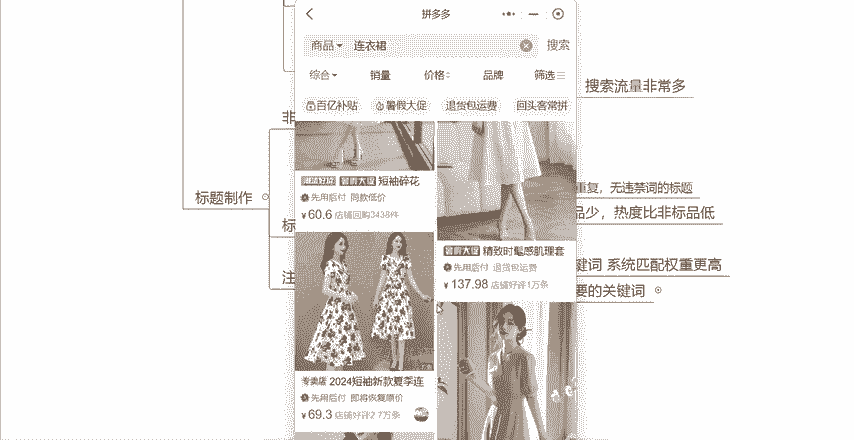 拼多多
商品 连衣裙 搜索
综合 销量 价格 品牌 筛选
百亿补贴 暑假大促 退货包运费 回头客常拼
搜索流量非常多
非
标题制作
重复，无违禁词的标题
品少，热度比非标品低
标
键词 系统匹配权重更高
注
要的关键词
短袖碎花
先用后付 同款低价
¥60.6 店铺回购3438件
暑假大促 精致时髦感肌理套
先用后付 退货包运费
¥137.98 店铺好评1万条
专卖店 2024短袖新款夏季连
先用后付 即将恢复原价
¥69.3 店铺好评2.7万条